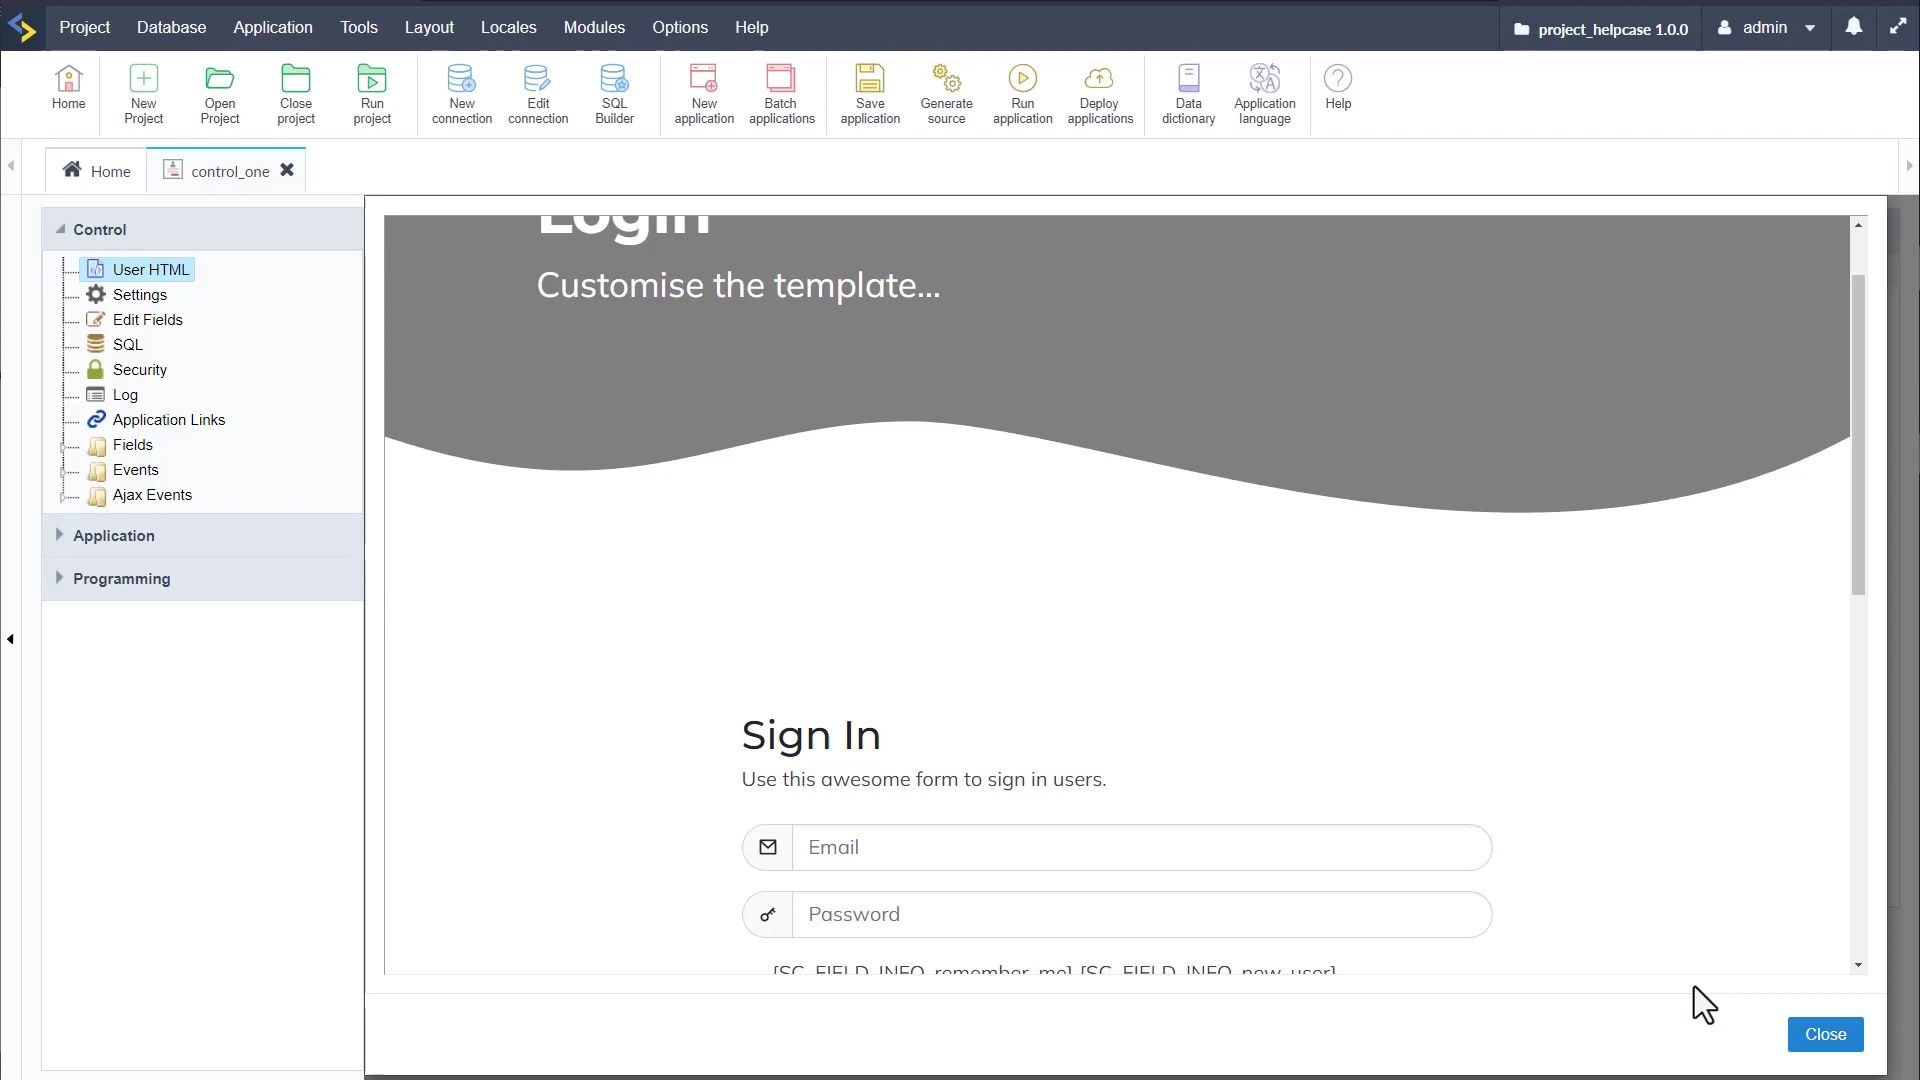 Project Database Application Tools Layout Locales Modules Options Help
project_helpcase 1.0.0 admin
Home
New Project
Open Project
Close project
Run project
New connection
Edit connection
SQL Builder
New application
Batch applications
Save application
Generate source
Run application
Deploy applications
Data dictionary
Application language
Help
Home control_one
Control
User HTML
Settings
Edit Fields
SQL
Security
Log
Application Links
Fields
Events
Ajax Events
Application
Programming
Login
Customise the template...
Sign In
Use this awesome form to sign in users.
Email
Password
[SC_FIELD_INFO_remember_me] [SC_FIELD_INFO_new_user]
Close